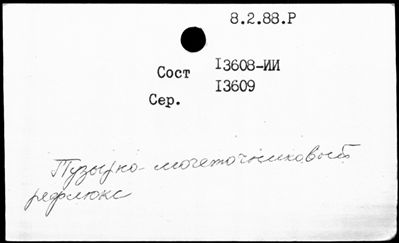 8.2.88.Р
Сост I3608-ИИ
Сер. I3609
Пузырно-мочеточниковый
рефлюкс